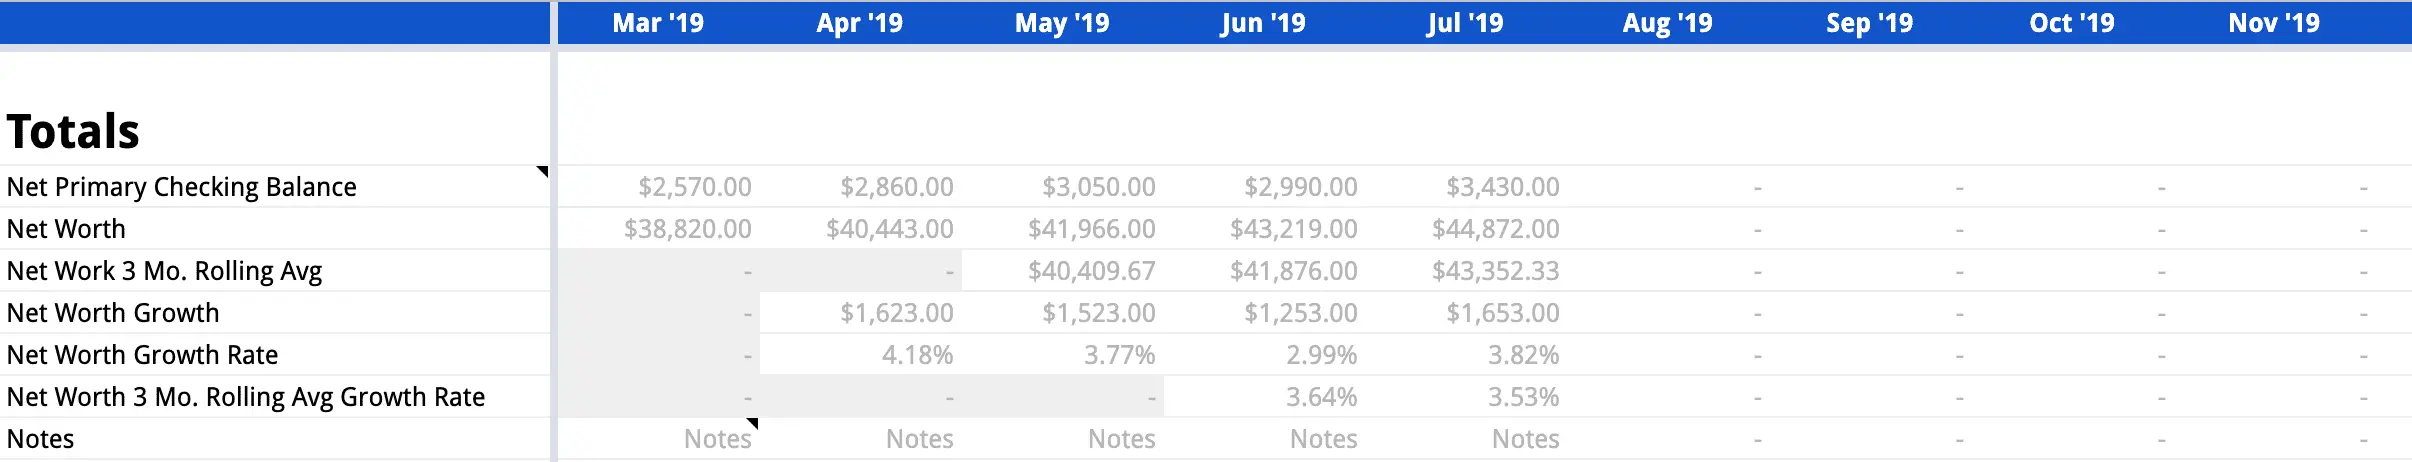 Mar '19 Apr '19 May '19 Jun '19 Jul '19 Aug '19 Sep '19 Oct '19 Nov '19
Totals
Net Primary Checking Balance $2,570.00 $2,860.00 $3,050.00 $2,990.00 $3,430.00 - - - -
Net Worth $38,820.00 $40,443.00 $41,966.00 $43,219.00 $44,872.00 - - - -
Net Work 3 Mo. Rolling Avg - - $40,409.67 $41,876.00 $43,352.33 - - - -
Net Worth Growth - $1,623.00 $1,523.00 $1,253.00 $1,653.00 - - - -
Net Worth Growth Rate - 4.18% 3.77% 2.99% 3.82% - - - -
Net Worth 3 Mo. Rolling Avg Growth Rate - - - 3.64% 3.53% - - - -
Notes Notes Notes Notes Notes Notes - - - -